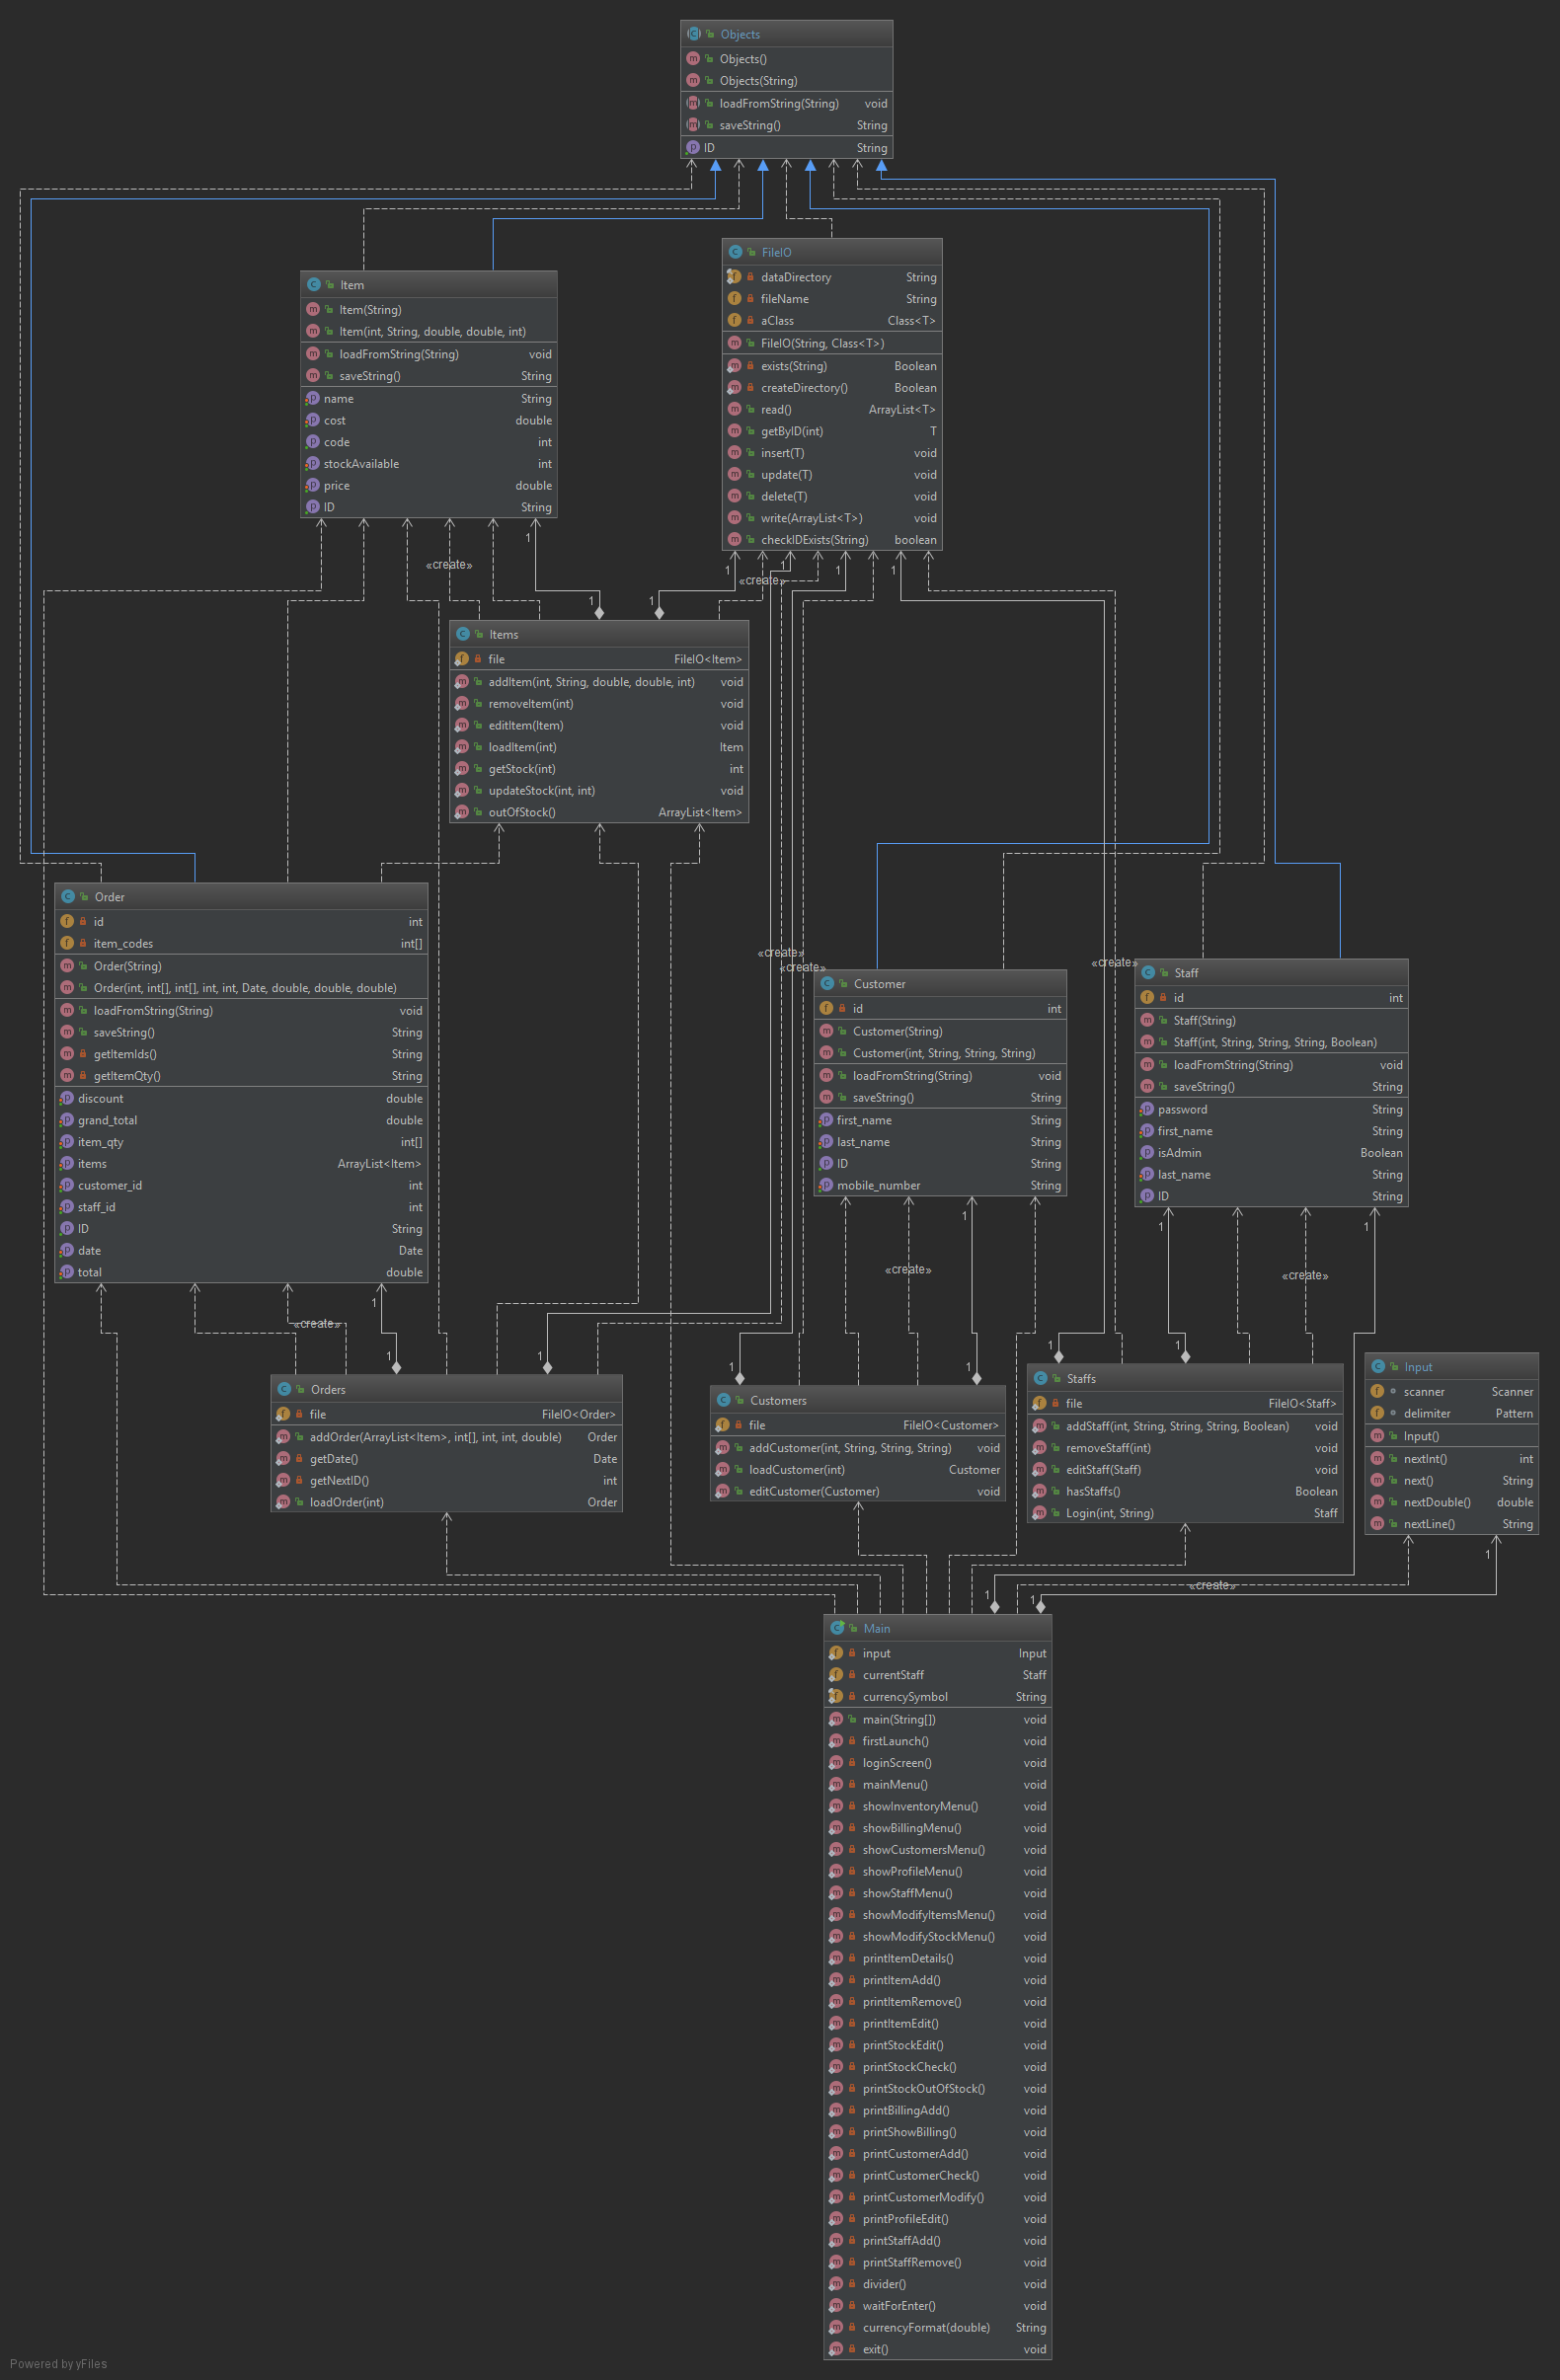 Objects
Objects()
Objects(String)
loadFromString(String) void
saveString() String
ID String
Item
Item(String)
Item(int, String, double, double, int)
loadFromString(String) void
saveString() String
name String
cost double
code int
stockAvailable int
price double
ID String
FileIO
dataDirectory String
fileName String
aClass Class<T>
FileIO(String, Class<T>)
exists(String) Boolean
createDirectory() Boolean
read() ArrayList<T>
getByID(int) T
insert(T) void
update(T) void
delete(T) void
write(ArrayList<T>) void
checkIDExists(String) boolean
1
«create»
1
1
«create»
1
1
1
1
Items
file FileIO<Item>
addItem(int, String, double, double, int) void
removeItem(int) void
editItem(Item) void
loadItem(int) Item
getStock(int) int
updateStock(int, int) void
outOfStock() ArrayList<Item>
Order
id int
item_codes int[]
Order(String)
Order(int, int[], int[], int, int, Date, double, double, double)
loadFromString(String) void
saveString() String
getItemIds() String
getItemQty() String
discount double
grand_total double
item_qty int[]
items ArrayList<Item>
customer_id int
staff_id int
ID String
date Date
total double
«create»
«create»
«create»
Customer
id int
Customer(String)
Customer(int, String, String, String)
loadFromString(String) void
saveString() String
first_name String
last_name String
ID String
mobile_number String
Staff
id int
Staff(String)
Staff(int, String, String, String, Boolean)
loadFromString(String) void
saveString() String
password String
first_name String
isAdmin Boolean
last_name String
ID String
1
1
1
«create»
«create»
1
«create»
1
1
1
1
1
1
Orders
file FileIO<Order>
addOrder(ArrayList<Item>, int[], int, int, double) Order
getDate() Date
getNextID() int
loadOrder(int) Order
Customers
file FileIO<Customer>
addCustomer(int, String, String, String) void
loadCustomer(int) Customer
editCustomer(Customer) void
Staffs
file FileIO<Staff>
addStaff(int, String, String, String, Boolean) void
removeStaff(int) void
editStaff(Staff) void
hasStaffs() Boolean
Login(int, String) Staff
Input
scanner Scanner
delimiter Pattern
Input()
nextInt() int
next() String
nextDouble() double
nextLine() String
1
«create»
1
1
Main
input Input
currentStaff Staff
currencySymbol String
main(String[]) void
firstLaunch() void
loginScreen() void
mainMenu() void
showInventoryMenu() void
showBillingMenu() void
showCustomersMenu() void
showProfileMenu() void
showStaffMenu() void
showModifyItemsMenu() void
showModifyStockMenu() void
printItemDetails() void
printItemAdd() void
printItemRemove() void
printItemEdit() void
printStockEdit() void
printStockCheck() void
printStockOutOfStock() void
printBillingAdd() void
printShowBilling() void
printCustomerAdd() void
printCustomerCheck() void
printCustomerModify() void
printProfileEdit() void
printStaffAdd() void
printStaffRemove() void
divider() void
waitForEnter() void
currencyFormat(double) String
exit() void
Powered by yFiles